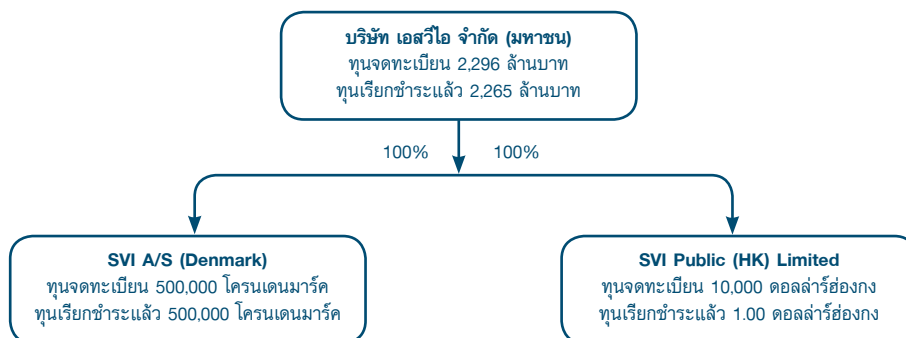 บริษัท เอสวีไอ จำกัด (มหาชน)
ทุนจดทะเบียน 2,296 ล้านบาท
ทุนเรียกชำระแล้ว 2,265 ล้านบาท
100% 100%
SVI A/S (Denmark)
ทุนจดทะเบียน 500,000 โครนเดนมาร์ค
ทุนเรียกชำระแล้ว 500,000 โครนเดนมาร์ค
SVI Public (HK) Limited
ทุนจดทะเบียน 10,000 ดอลล่าร์ฮ่องกง
ทุนเรียกชำระแล้ว 1.00 ดอลล่าร์ฮ่องกง